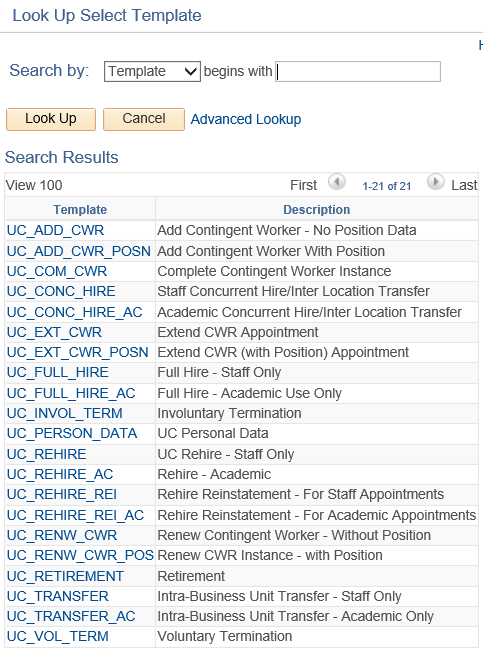 Look Up Select Template
H
Search by: Template begins with
Look Up Cancel Advanced Lookup
Search Results
View 100 First 1-21 of 21 Last
Template Description
UC_ADD_CWR Add Contingent Worker - No Position Data
UC_ADD_CWR_POSN Add Contingent Worker With Position
UC_COM_CWR Complete Contingent Worker Instance
UC_CONC_HIRE Staff Concurrent Hire/Inter Location Transfer
UC_CONC_HIRE_AC Academic Concurrent Hire/Inter Location Transfer
UC_EXT_CWR Extend CWR Appointment
UC_EXT_CWR_POSN Extend CWR (with Position) Appointment
UC_FULL_HIRE Full Hire - Staff Only
UC_FULL_HIRE_AC Full Hire - Academic Use Only
UC_INVOL_TERM Involuntary Termination
UC_PERSON_DATA UC Personal Data
UC_REHIRE UC Rehire - Staff Only
UC_REHIRE_AC Rehire - Academic
UC_REHIRE_REI Rehire Reinstatement - For Staff Appointments
UC_REHIRE_REI_AC Rehire Reinstatement - For Academic Appointments
UC_RENW_CWR Renew Contingent Worker - Without Position
UC_RENW_CWR_POS Renew CWR Instance - with Position
UC_RETIREMENT Retirement
UC_TRANSFER Intra-Business Unit Transfer - Staff Only
UC_TRANSFER_AC Intra-Business Unit Transfer - Academic Only
UC_VOL_TERM Voluntary Termination